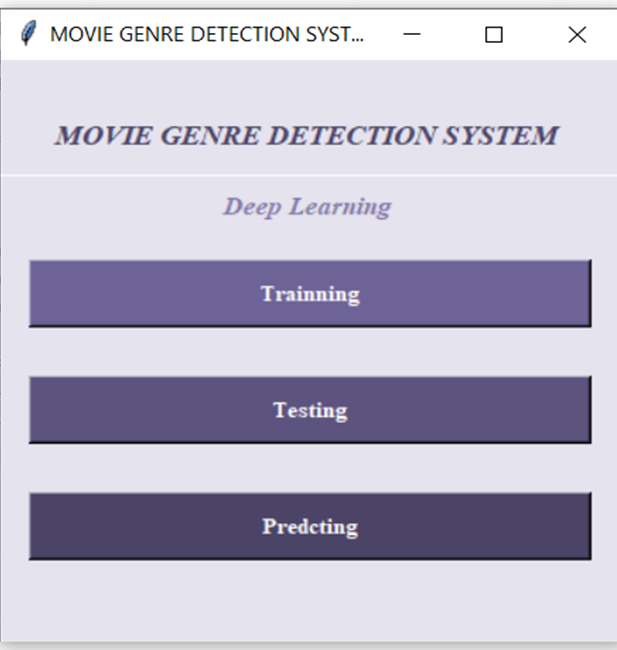 MOVIE GENRE DETECTION SYST...
MOVIE GENRE DETECTION SYSTEM
Deep Learning
Trainning
Testing
Predcting